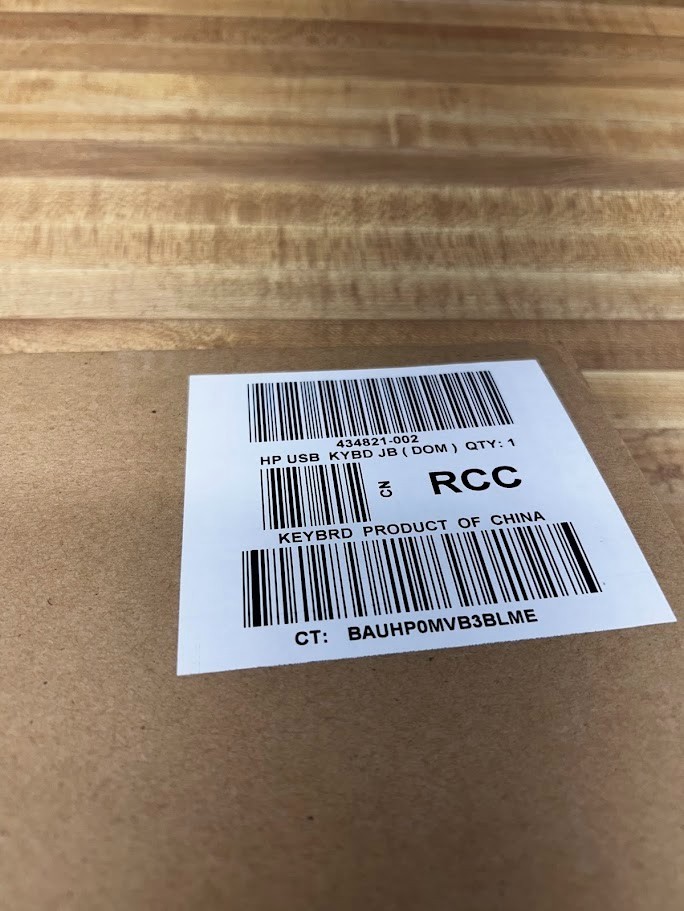 434821-002
HP USB KYBD JB ( DOM ) QTY: 1
CN
RCC
KEYBRD PRODUCT OF CHINA
CT: BAUHP0MVB3BLME